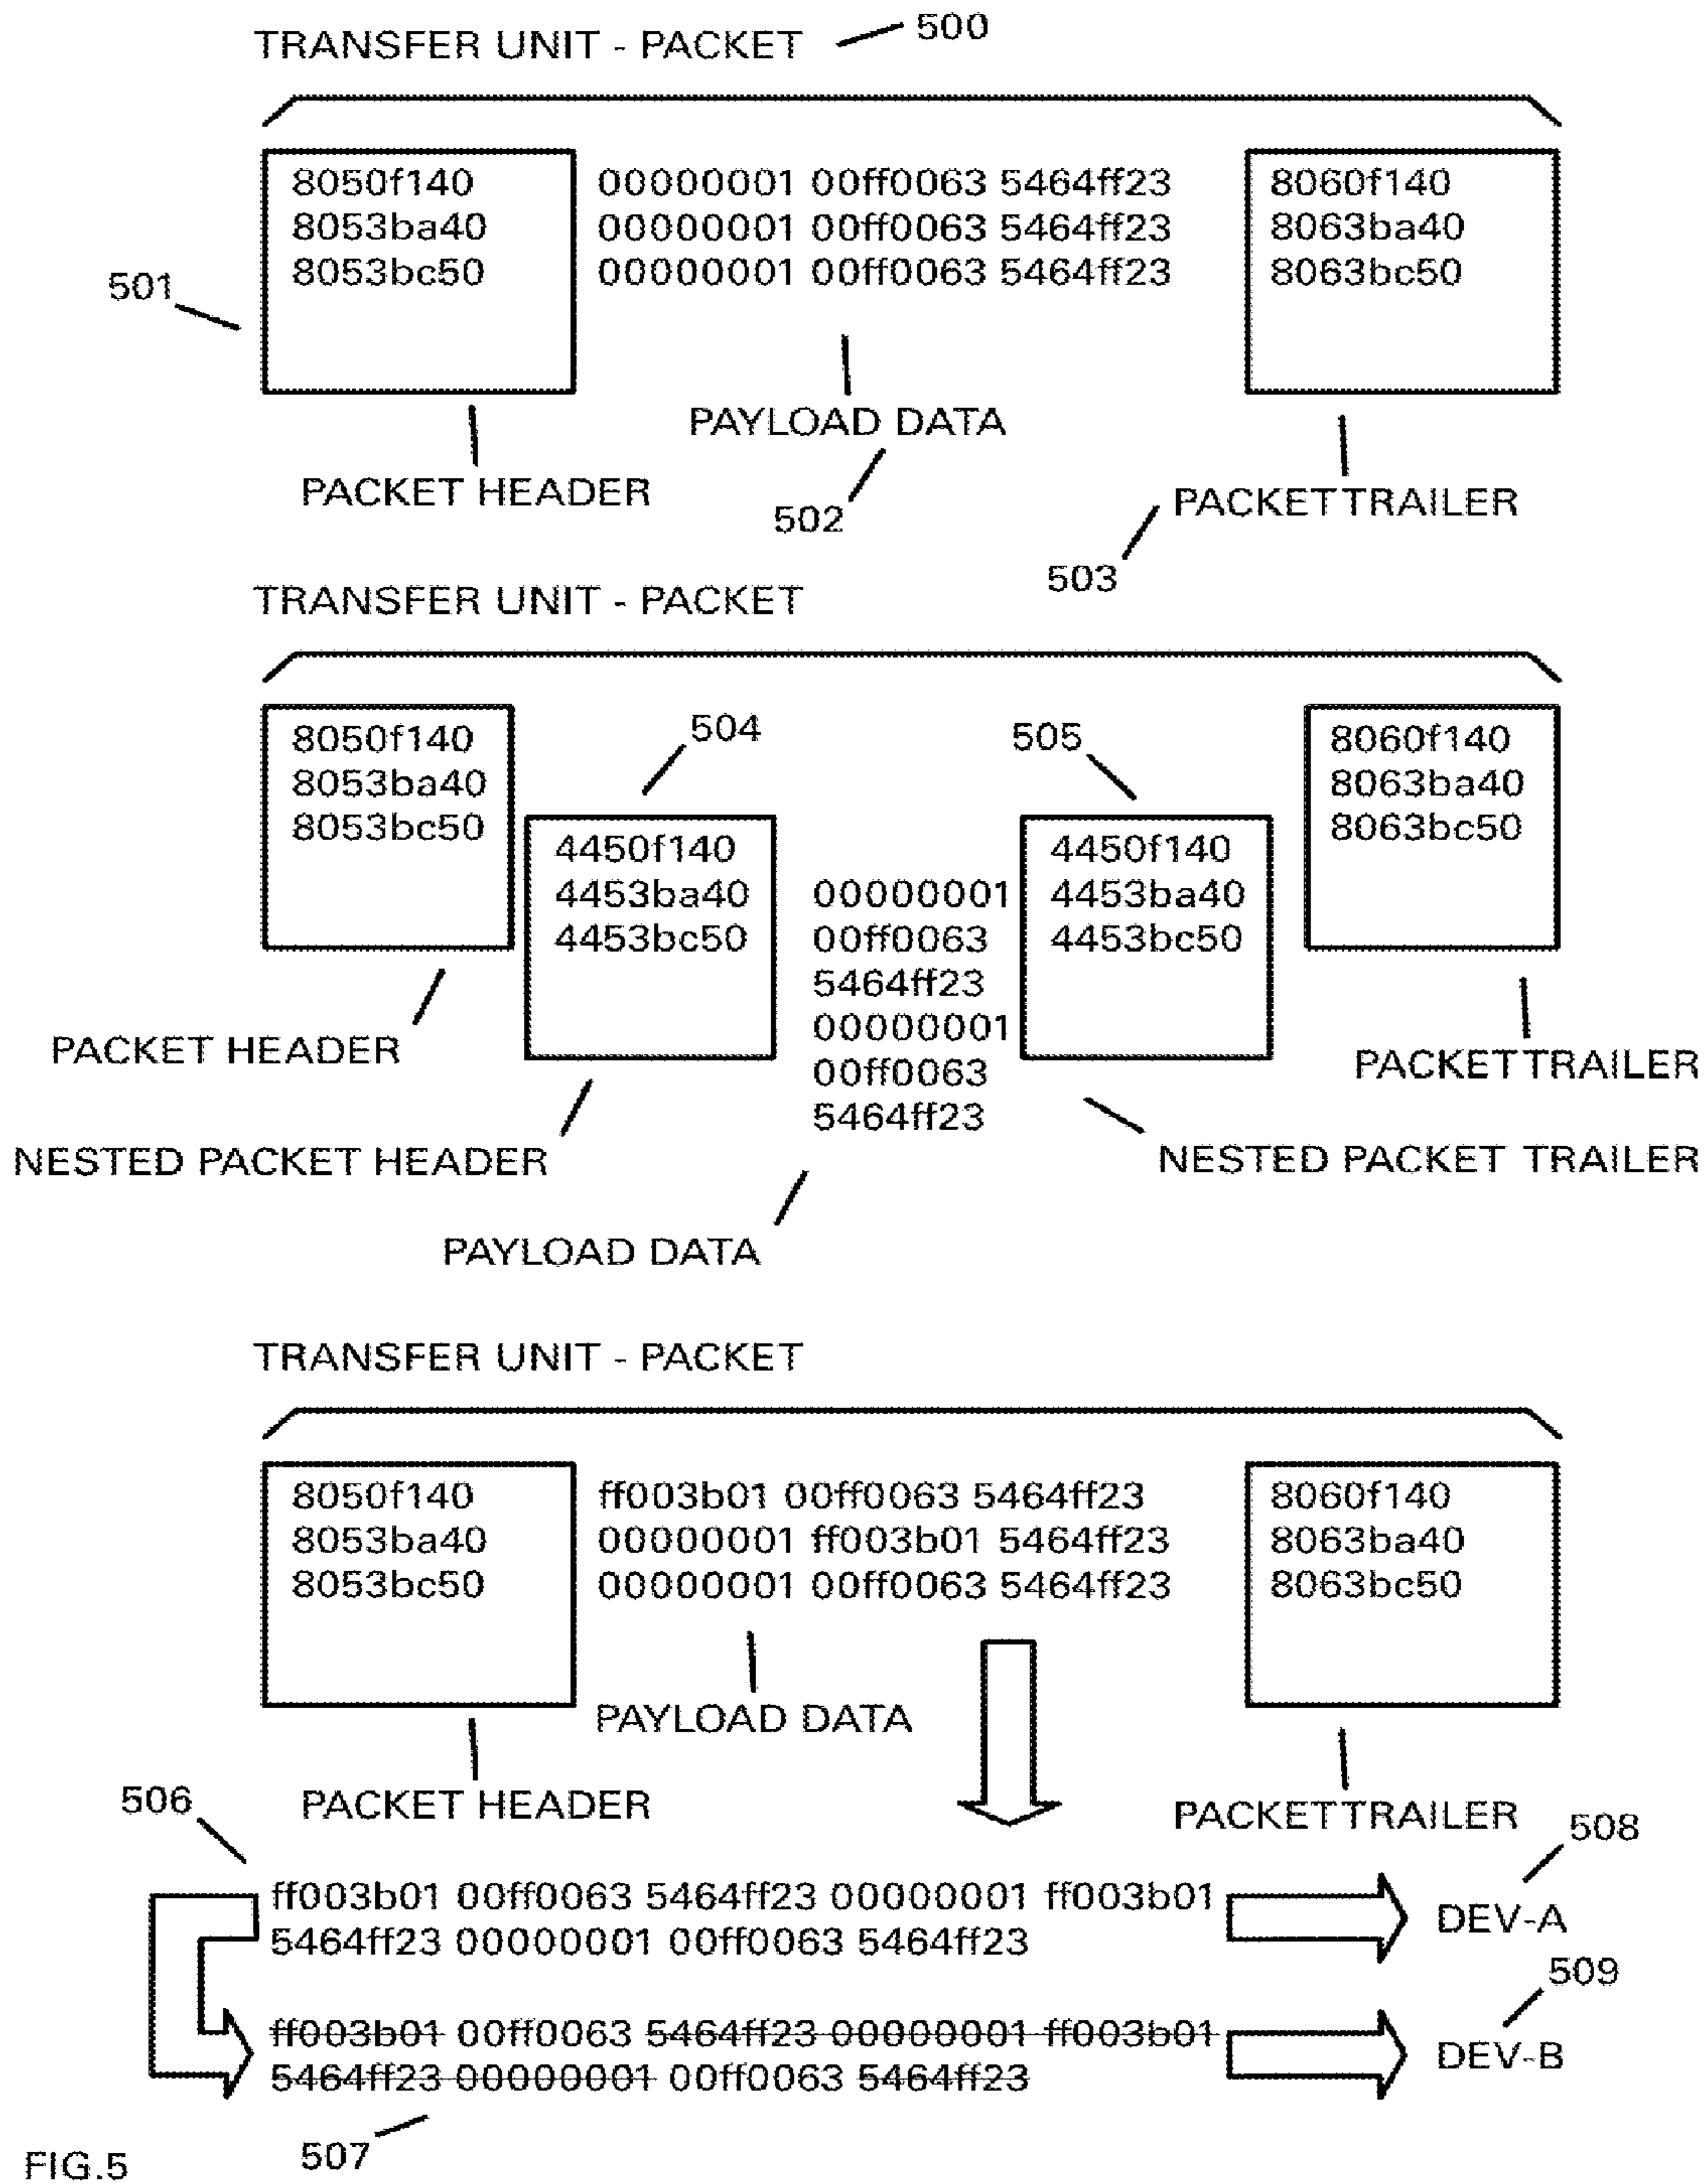 TRANSFER UNIT - PACKET 500
8050f140 00000001 00ff0063 5464ff23 8060f140
8053ba40 00000001 00ff0063 5464ff23 8063ba40
8053bc50 00000001 00ff0063 5464ff23 8063bc50
501
PAYLOAD DATA
PACKET HEADER
502
PACKET TRAILER
503
TRANSFER UNIT - PACKET
504
505
8050f140
8053ba40
8053bc50
4450f140
4453ba40
4453bc50
00000001
00ff0063
5464ff23
00000001
00ff0063
5464ff23
4450f140
4453ba40
4453bc50
8060f140
8063ba40
8063bc50
PACKET HEADER
PACKET TRAILER
NESTED PACKET HEADER
NESTED PACKET TRAILER
PAYLOAD DATA
TRANSFER UNIT - PACKET
8050f140 ff003b01 00ff0063 5464ff23 8060f140
8053ba40 00000001 ff003b01 5464ff23 8063ba40
8053bc50 00000001 00ff0063 5464ff23 8063bc50
PAYLOAD DATA
PACKET HEADER
PACKET TRAILER
506
508
ff003b01 00ff0063 5464ff23 00000001 ff003b01
5464ff23 00000001 00ff0063 5464ff23
DEV-A
509
ff003b01 00ff0063 5464ff23 00000001 ff003b01
5464ff23 00000001 00ff0063 5464ff23
DEV-B
507
FIG.5